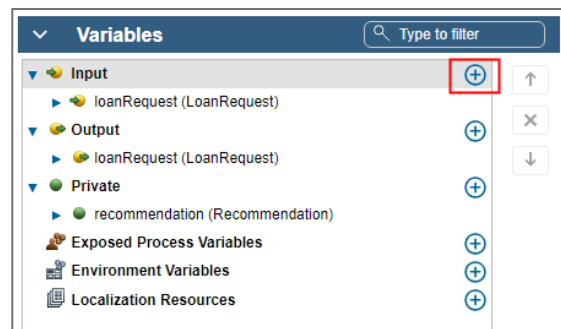 Variables
Type to filter
Input
loanRequest (LoanRequest)
Output
loanRequest (LoanRequest)
Private
recommendation (Recommendation)
Exposed Process Variables
Environment Variables
Localization Resources